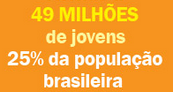 49 MILHÕES
de jovens
25% da população
brasileira